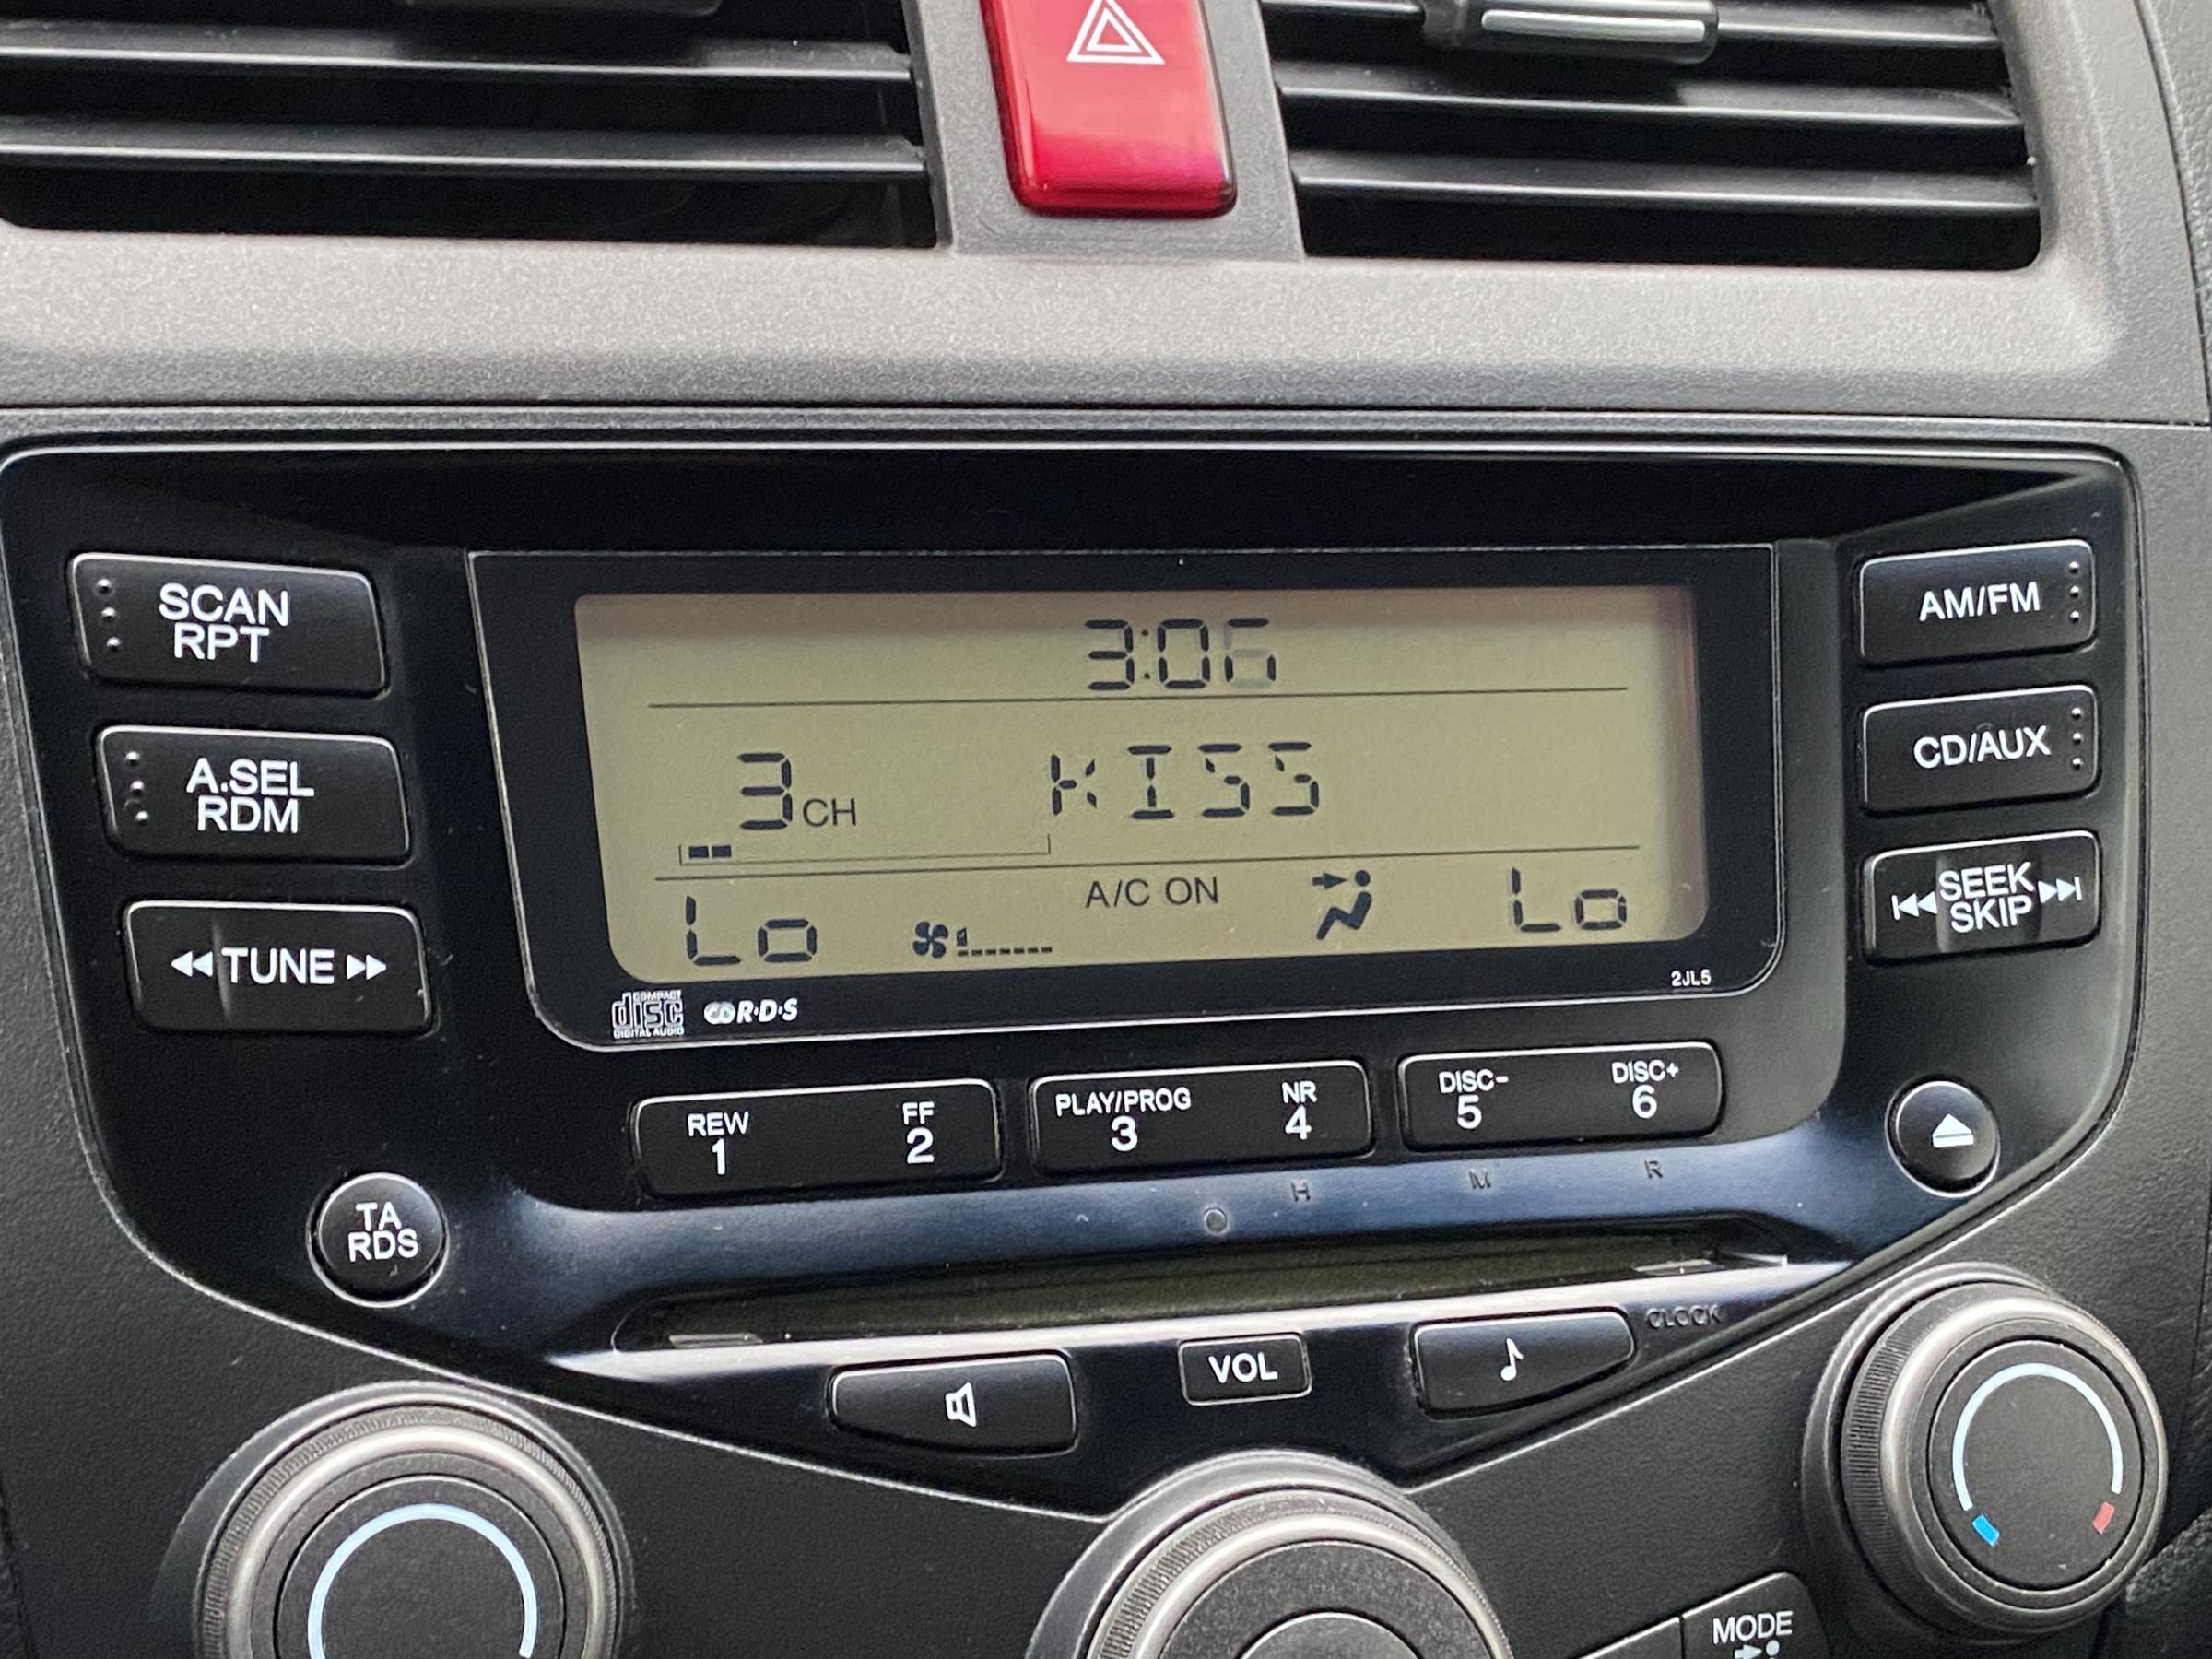 SCAN
RPT
A.SEL
RDM
TUNE
3:06
3 CH KISS
A/C ON
Lo Lo
COMPACT
disc
DIGITAL AUDIO
R·D·S
2JL5
AM/FM
CD/AUX
SEEK
SKIP
REW FF PLAY/PROG NR DISC- DISC+
1 2 3 4 5 6
H M R
TA
RDS
VOL
CLOCK
MODE